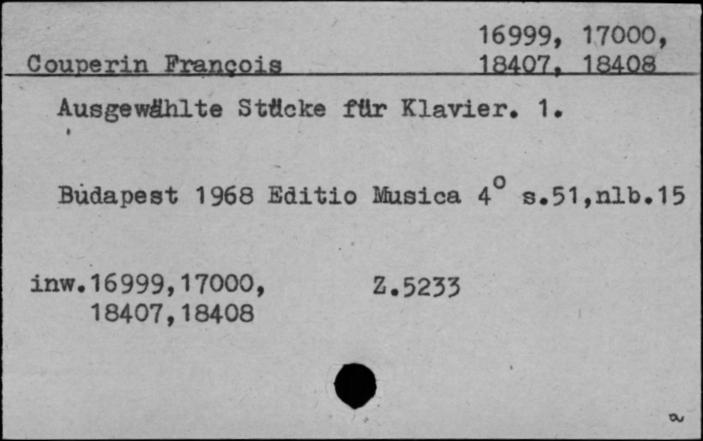 16999, 17000,
Couperin François 18407, 18408
Ausgewählte Stücke für Klavier. 1.
Budapest 1968 Editio Musica 4° s.51,nlb.15
inw.16999,17000, Z.5233
18407,18408
a